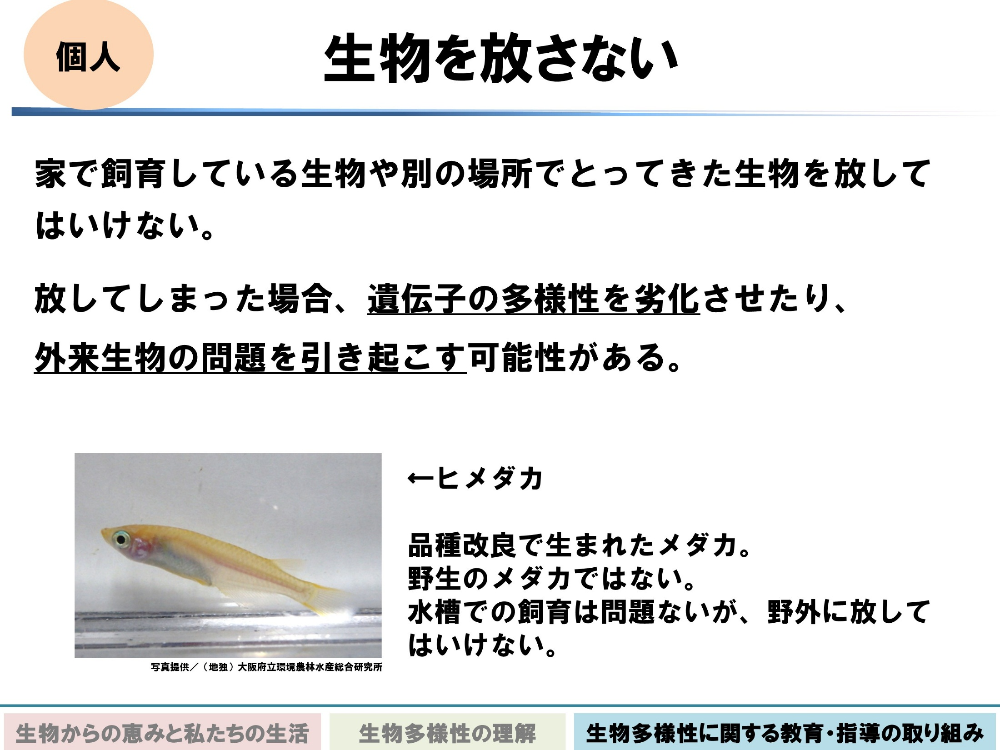 個人
生物を放さない
家で飼育している生物や別の場所でとってきた生物を放して
はいけない。
放してしまった場合、遺伝子の多様性を劣化させたり、
外来生物の問題を引き起こす可能性がある。
←ヒメダカ
品種改良で生まれたメダカ。
野生のメダカではない。
水槽での飼育は問題ないが、野外に放して
はいけない。
写真提供／（地独）大阪府立環境農林水産総合研究所
生物からの恵みと私たちの生活
生物多様性の理解
生物多様性に関する教育・指導の取り組み